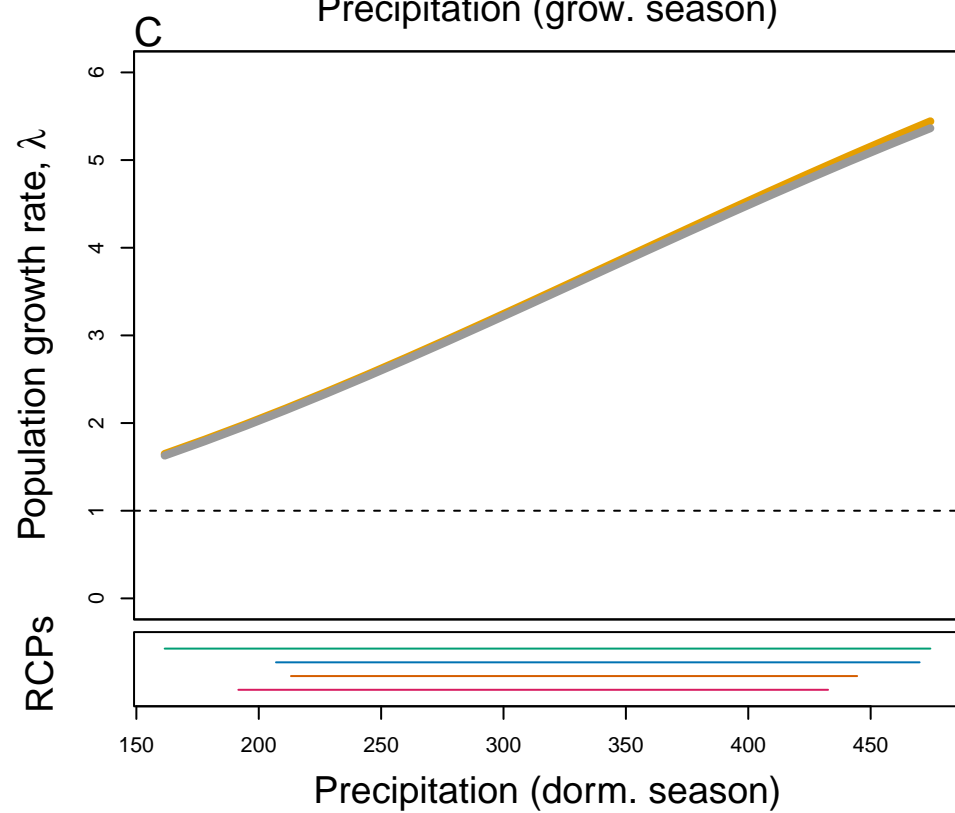 Precipitation (grow. season)
C
Population growth rate, λ
6
5
4
3
2
1
0
RCPs
150 200 250 300 350 400 450
Precipitation (dorm. season)